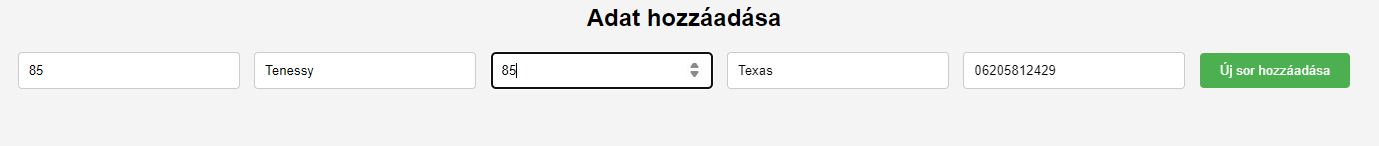 Adat hozzáadása
85 Tenessy 85 Texas 06205812429 Új sor hozzáadása